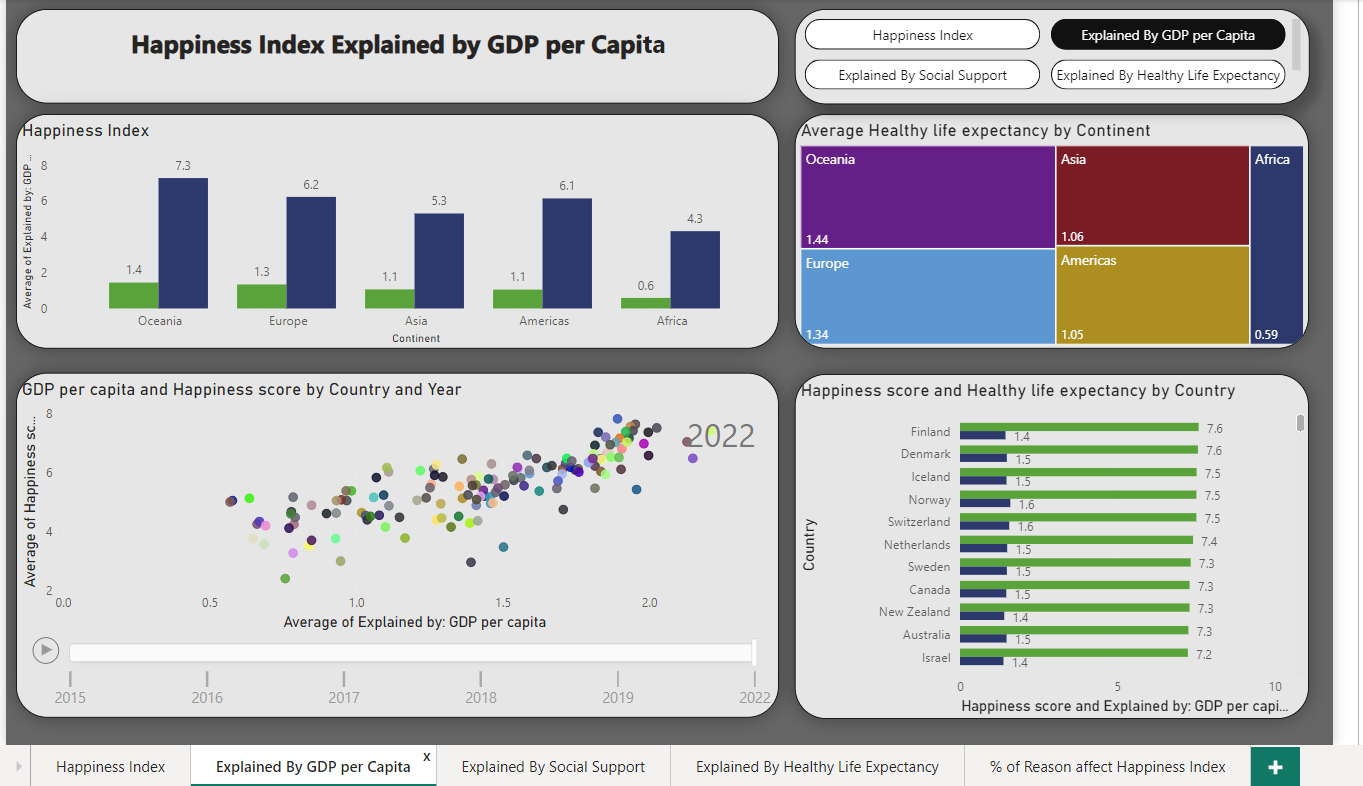 Happiness Index Explained by GDP per Capita
Happiness Index
Explained By GDP per Capita
Explained By Social Support
Explained By Healthy Life Expectancy
Happiness Index
Average of Explained by: GDP ...
8
6
4
2
0
1.4
7.3
1.3
6.2
1.1
5.3
1.1
6.1
0.6
4.3
Oceania
Europe
Asia
Americas
Africa
Continent
Average Healthy life expectancy by Continent
Oceania
1.44
Europe
1.34
Asia
1.06
Americas
1.05
Africa
0.59
GDP per capita and Happiness score by Country and Year
Average of Happiness sc...
8
6
4
2
2022
0.0
0.5
1.0
1.5
2.0
Average of Explained by: GDP per capita
2015
2016
2017
2018
2019
2022
Happiness score and Healthy life expectancy by Country
Country
Finland
7.6
1.4
Denmark
7.6
1.5
Iceland
7.5
1.5
Norway
7.5
1.6
Switzerland
7.5
1.6
Netherlands
7.4
1.5
Sweden
7.3
1.5
Canada
7.3
1.5
New Zealand
7.3
1.4
Australia
7.3
1.5
Israel
7.2
1.4
0
5
10
Happiness score and Explained by: GDP per capi...
Happiness Index
Explained By GDP per Capita
x
Explained By Social Support
Explained By Healthy Life Expectancy
% of Reason affect Happiness Index
+